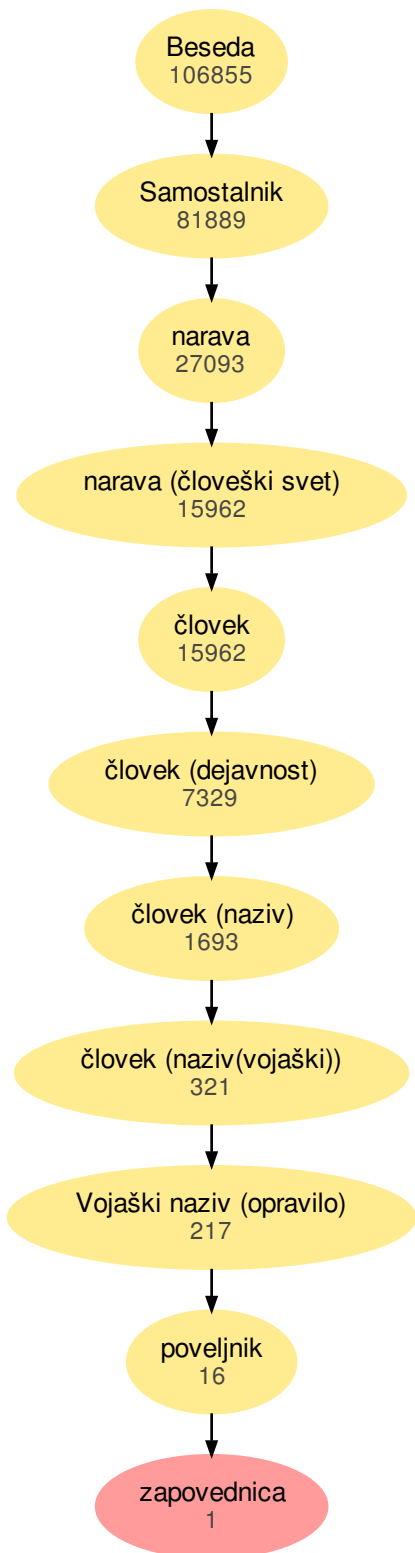 Beseda
106855
Samostalnik
81889
narava
27093
narava (človeški svet)
15962
človek
15962
človek (dejavnost)
7329
človek (naziv)
1693
človek (naziv(vojaški))
321
Vojaški naziv (opravilo)
217
poveljnik
16
zapovednica
1